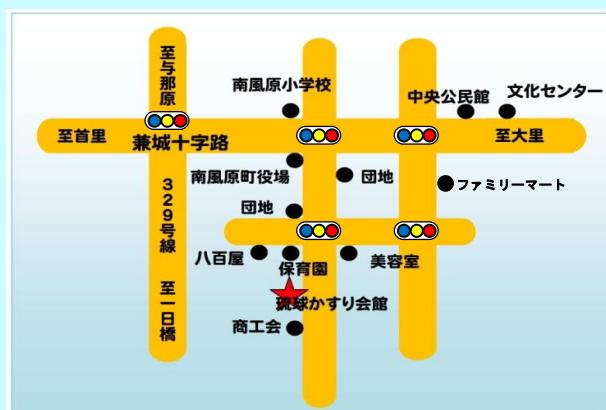 至与那原
南風原小学校
中央公民館
文化センター
至首里
兼城十字路
至大里
南風原町役場
団地
ファミリーマート
329号線
団地
八百屋
保育園
美容室
至一日橋
琉球かすり会館
商工会